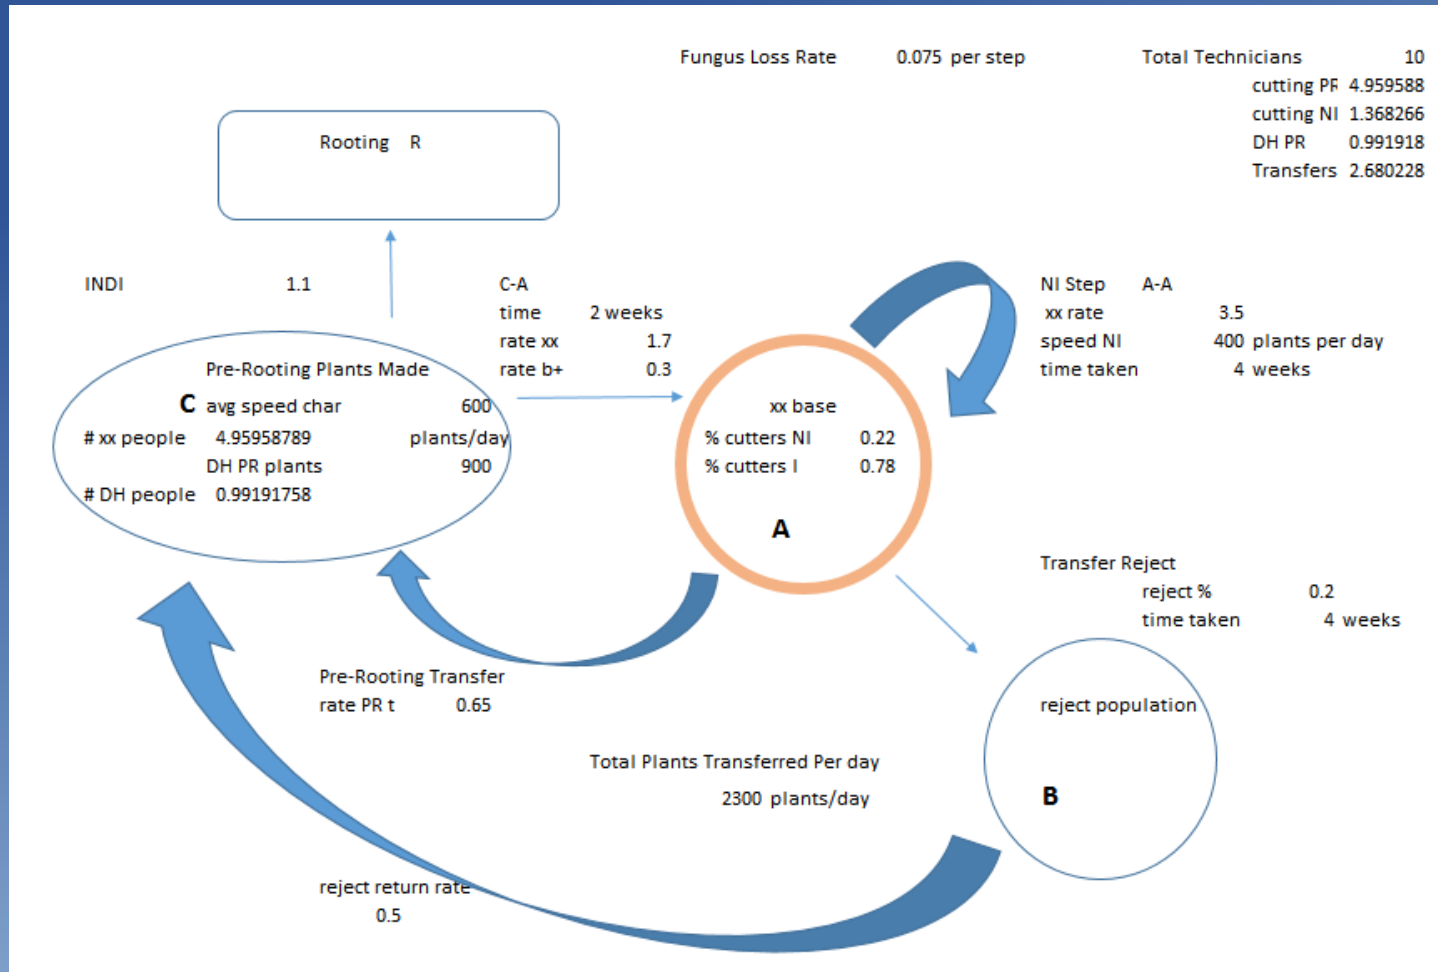 Fungus Loss Rate 0.075 per step
Total Technicians 10
cutting PR 4.959588
cutting NI 1.368266
DH PR 0.991918
Transfers 2.680228
Rooting R
INDI 1.1
C-A
time 2 weeks
rate xx 1.7
rate b+ 0.3
NI Step A-A
xx rate 3.5
speed NI 400 plants per day
time taken 4 weeks
Pre-Rooting Plants Made
C avg speed char 600
# xx people 4.95958789 plants/day
DH PR plants 900
# DH people 0.99191758
xx base
% cutters NI 0.22
% cutters I 0.78
A
Transfer Reject
reject % 0.2
time taken 4 weeks
Pre-Rooting Transfer
rate PR t 0.65
reject population
B
Total Plants Transferred Per day
2300 plants/day
reject return rate
0.5